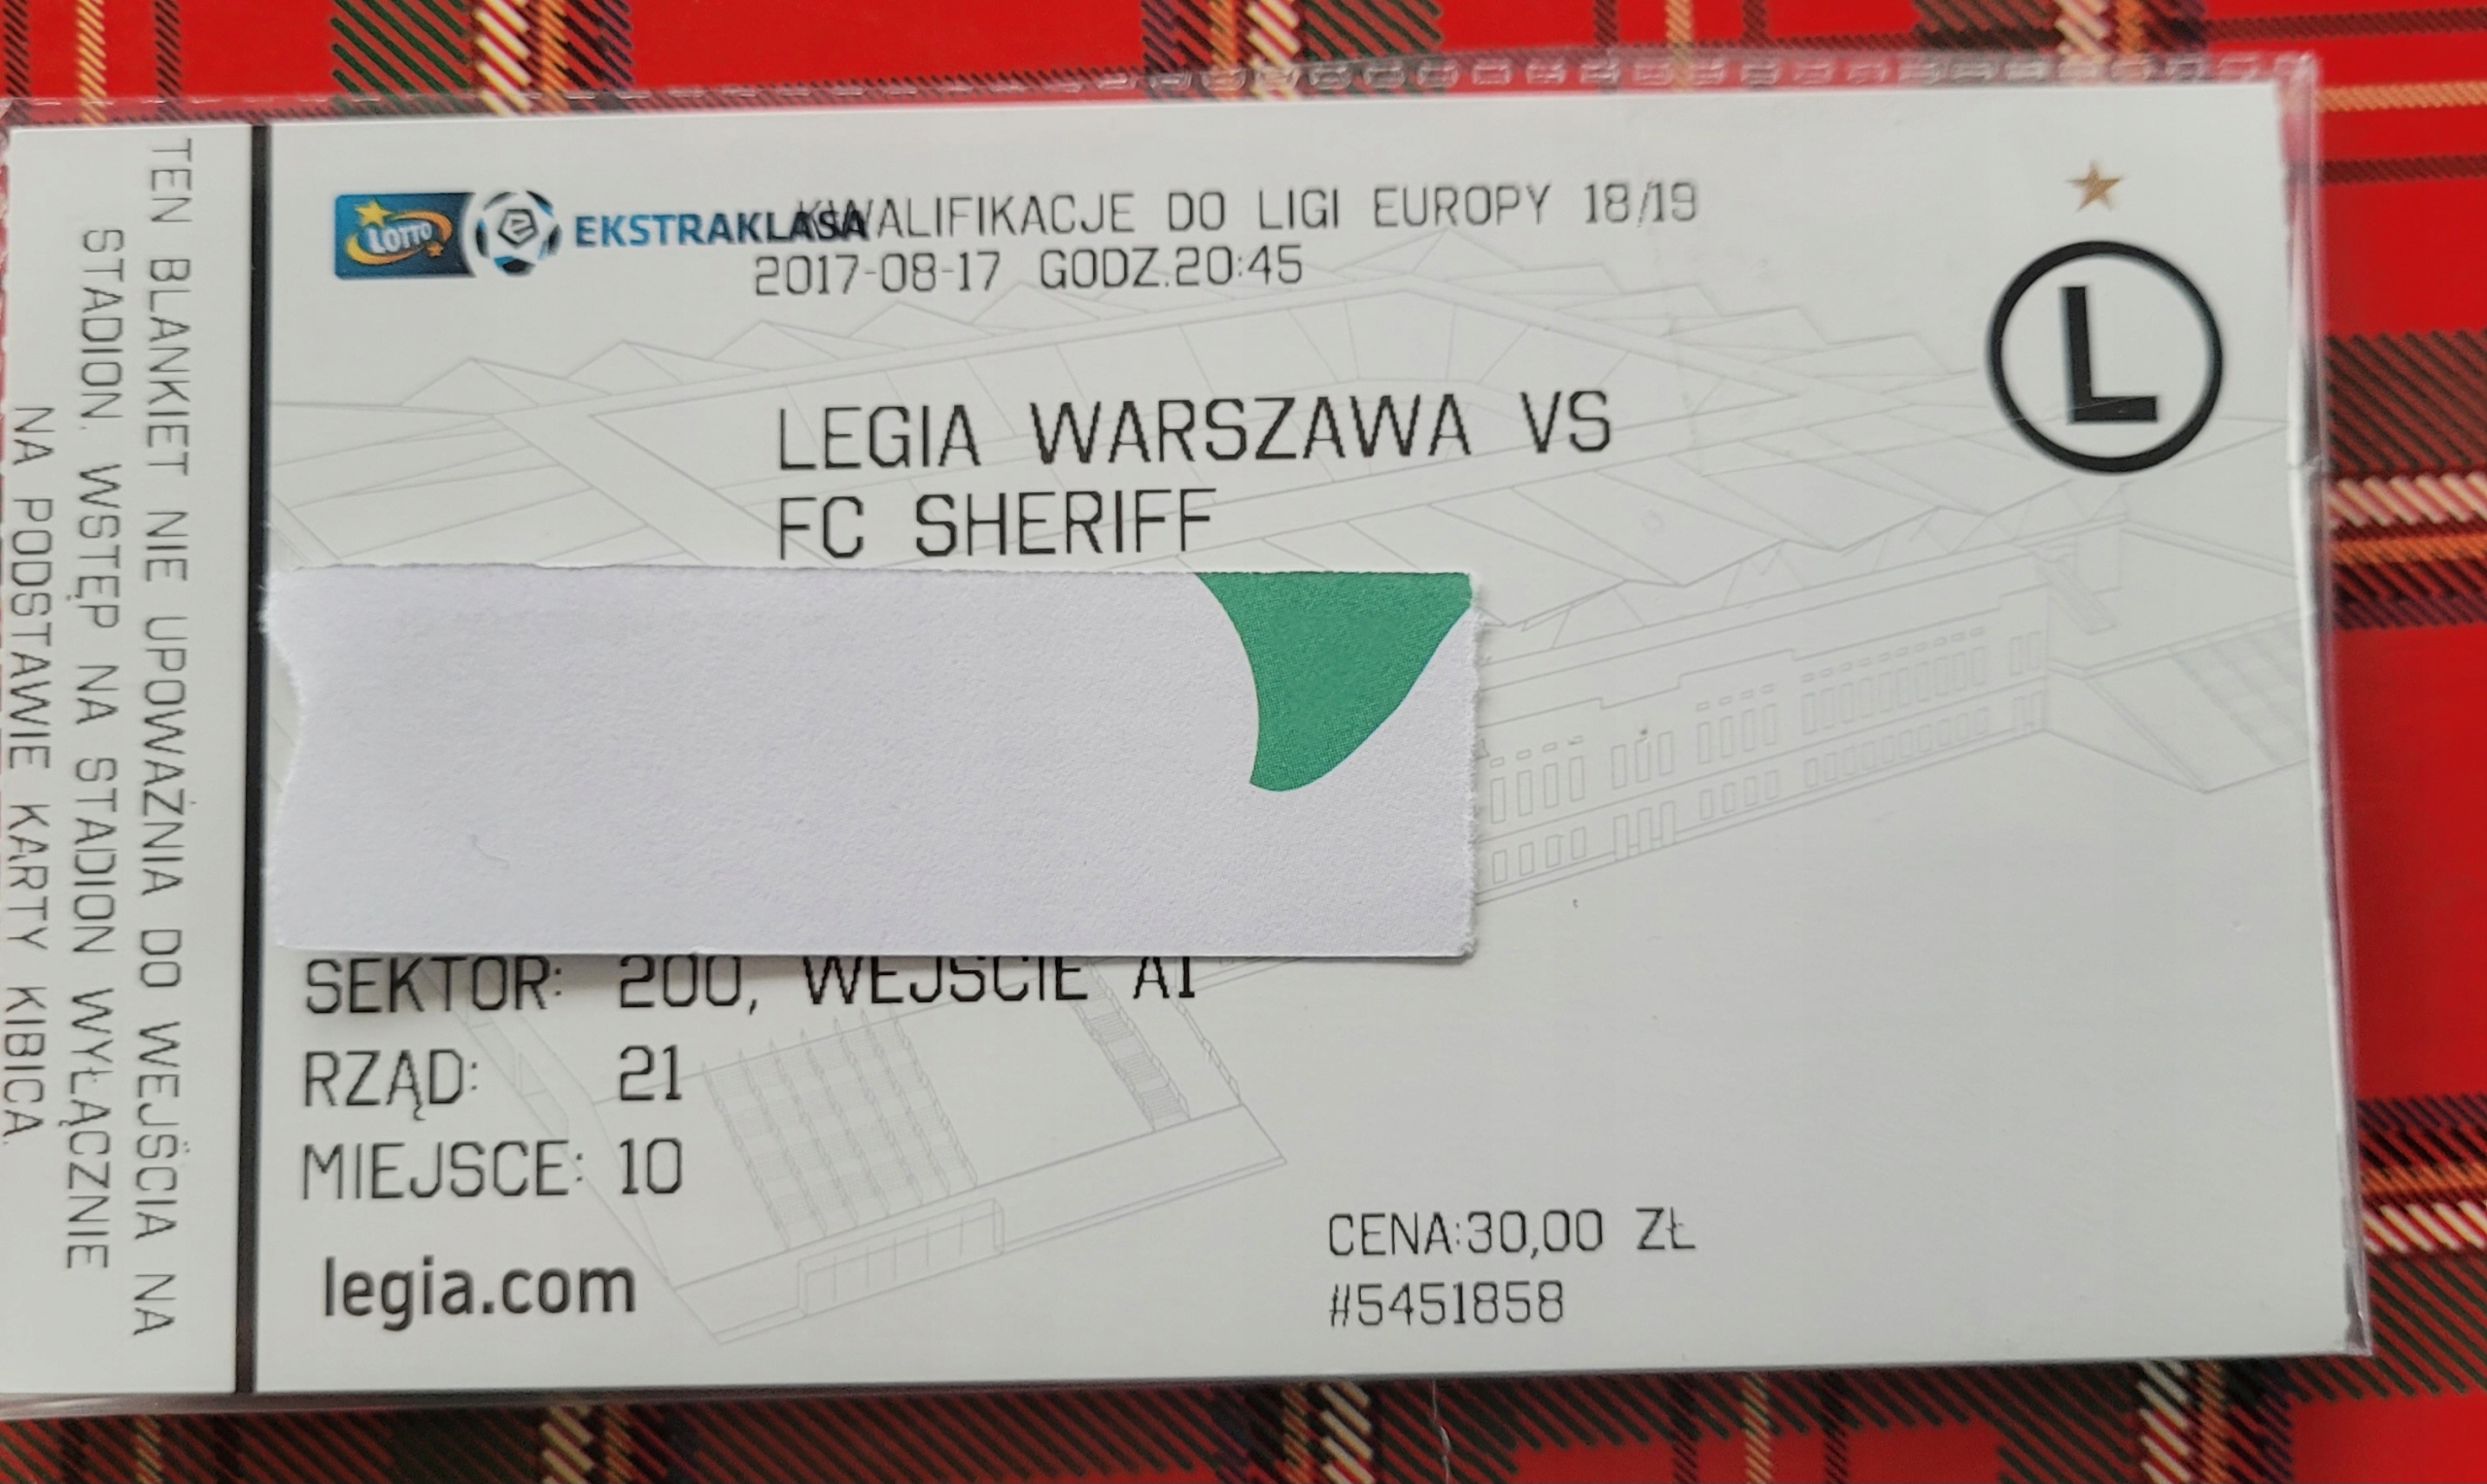 TEN BLANKIET NIE UPOWAŻNIA DO WEJŚCIA NA
STADION. WSTĘP NA STADION WYŁĄCZNIE
NA PODSTAWIE KARTY KIBICA.
LOTTO EKSTRAKLASA
KWALIFIKACJE DO LIGI EUROPY 18/19
2017-08-17 GODZ.20:45
L
LEGIA WARSZAWA VS
FC SHERIFF
SEKTOR: 200, WEJŚCIE A1
RZĄD: 21
MIEJSCE: 10
legia.com
CENA:30,00 ZŁ
#5451858